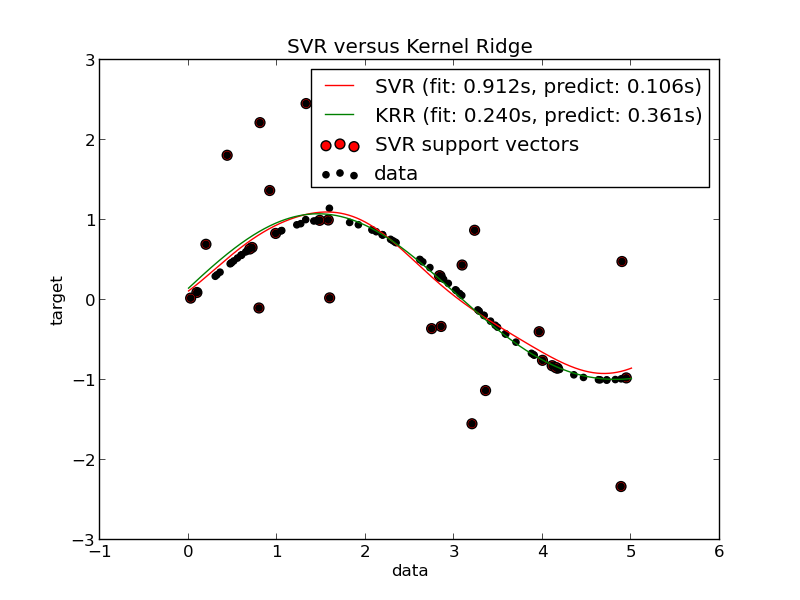 SVR versus Kernel Ridge
3
SVR (fit: 0.912s, predict: 0.106s)
KRR (fit: 0.240s, predict: 0.361s)
SVR support vectors
data
2
1
0
−1
−2
−3
target
−1 0 1 2 3 4 5 6
data